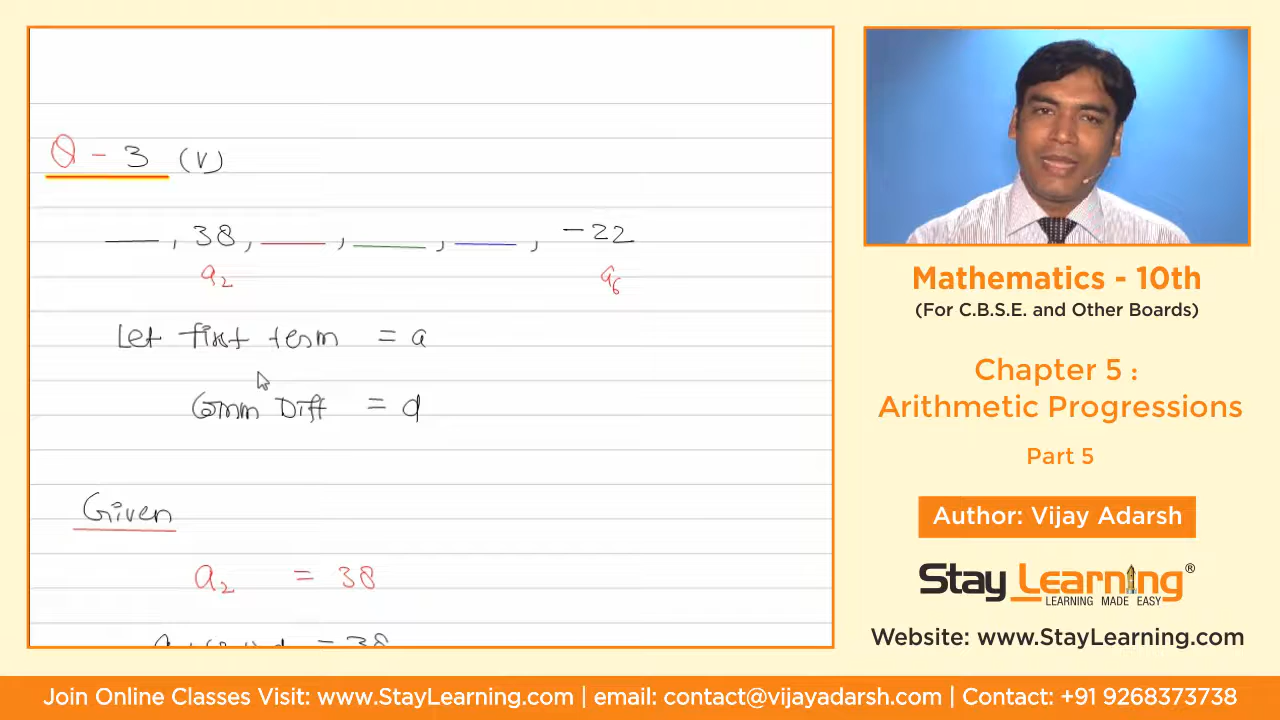 Q - 3 (V)
___, 38, ___, ___, ___, -22
a2 a6
Let first term = a
Comm Diff = d
Given
a2 = 38
Mathematics - 10th
(For C.B.S.E. and Other Boards)
Chapter 5 :
Arithmetic Progressions
Part 5
Author: Vijay Adarsh
Stay Learning®
LEARNING MADE EASY
Website: www.StayLearning.com
Join Online Classes Visit: www.StayLearning.com | email: contact@vijayadarsh.com | Contact: +91 9268373738